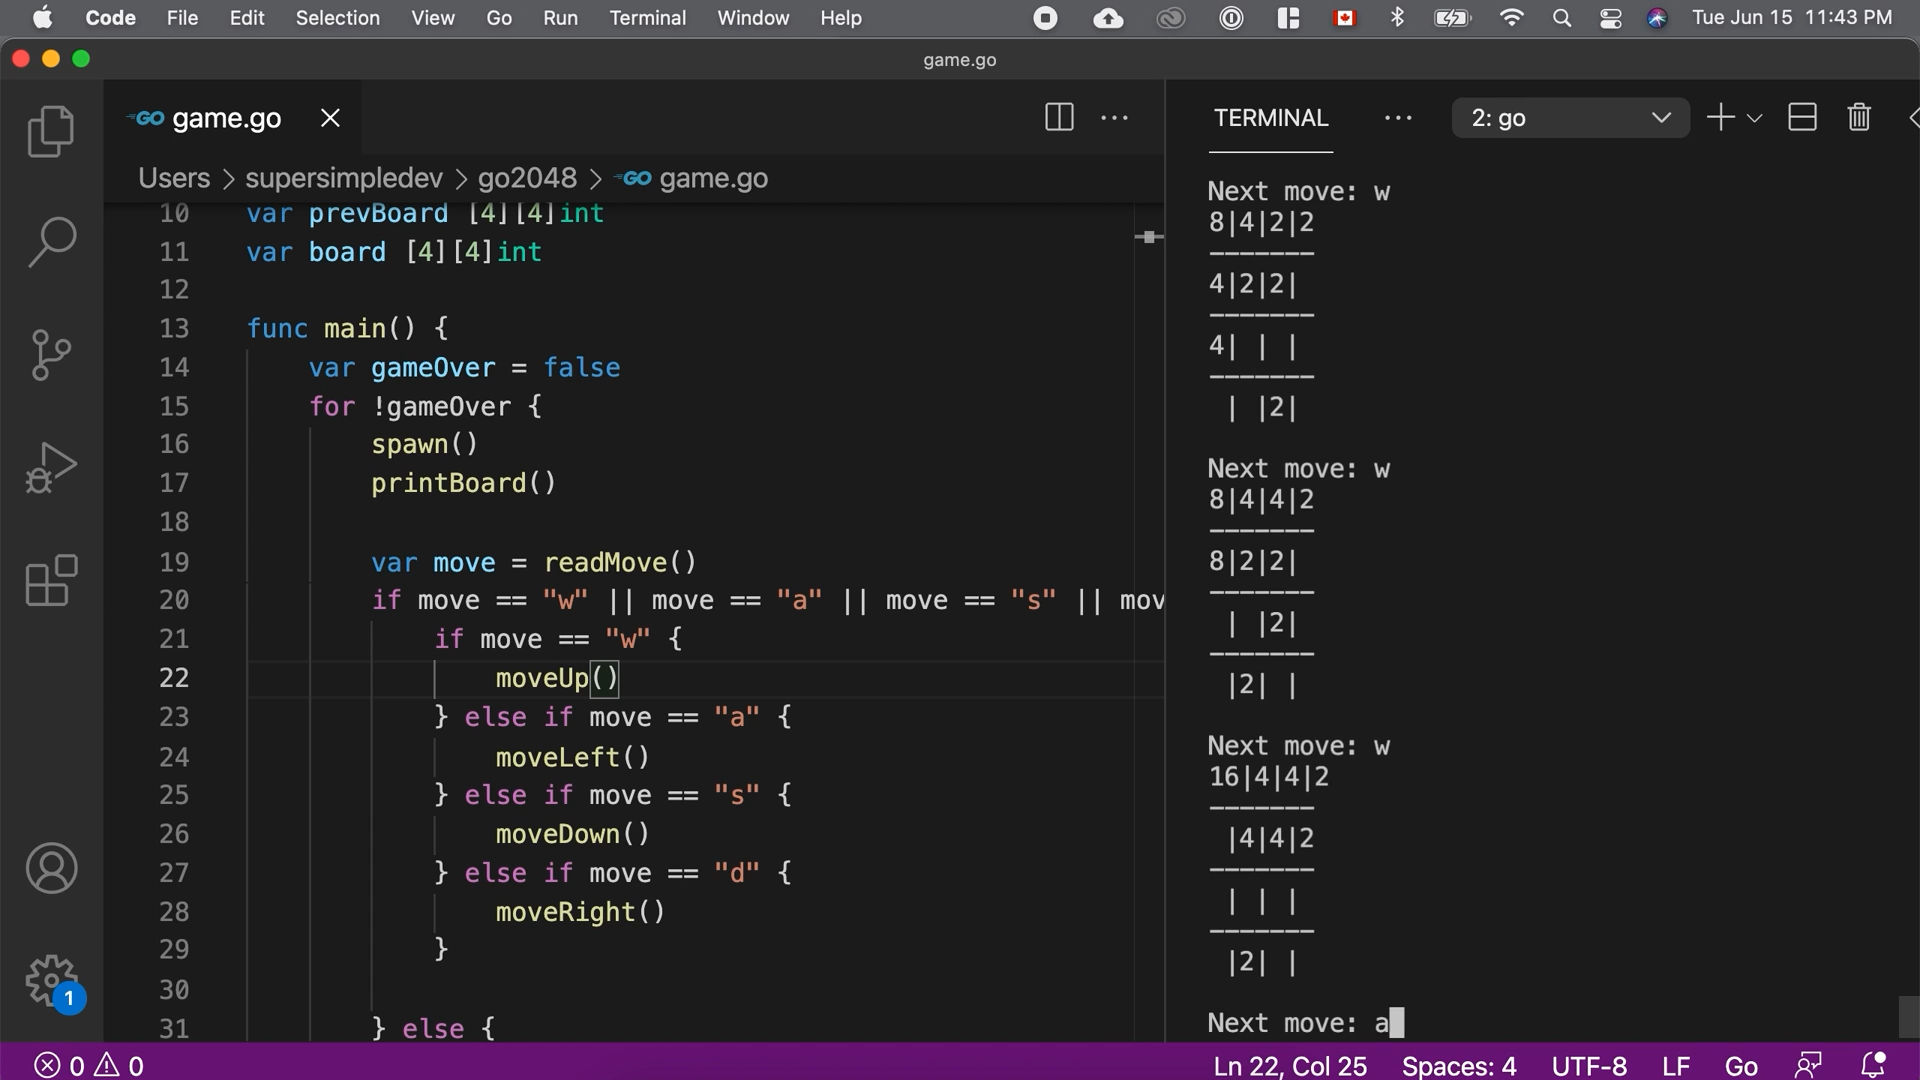 Code File Edit Selection View Go Run Terminal Window Help Tue Jun 15 11:43 PM
game.go
GO game.go
Users > supersimpledev > go2048 > GO game.go
10 var prevBoard [4][4]int
11 var board [4][4]int
12
13 func main() {
14 var gameOver = false
15 for !gameOver {
16 spawn()
17 printBoard()
18
19 var move = readMove()
20 if move == "w" || move == "a" || move == "s" || mov
21 if move == "w" {
22 moveUp()
23 } else if move == "a" {
24 moveLeft()
25 } else if move == "s" {
26 moveDown()
27 } else if move == "d" {
28 moveRight()
29 }
30
31 } else {
TERMINAL ... 2: go
Next move: w
8|4|2|2
-------
4|2|2|
-------
4| | |
-------
 | |2|
Next move: w
8|4|4|2
-------
8|2|2|
-------
 | |2|
-------
 |2| |
Next move: w
16|4|4|2
-------
 |4|4|2
-------
 | | |
-------
 |2| |
Next move: a
1
0 0 Ln 22, Col 25 Spaces: 4 UTF-8 LF Go